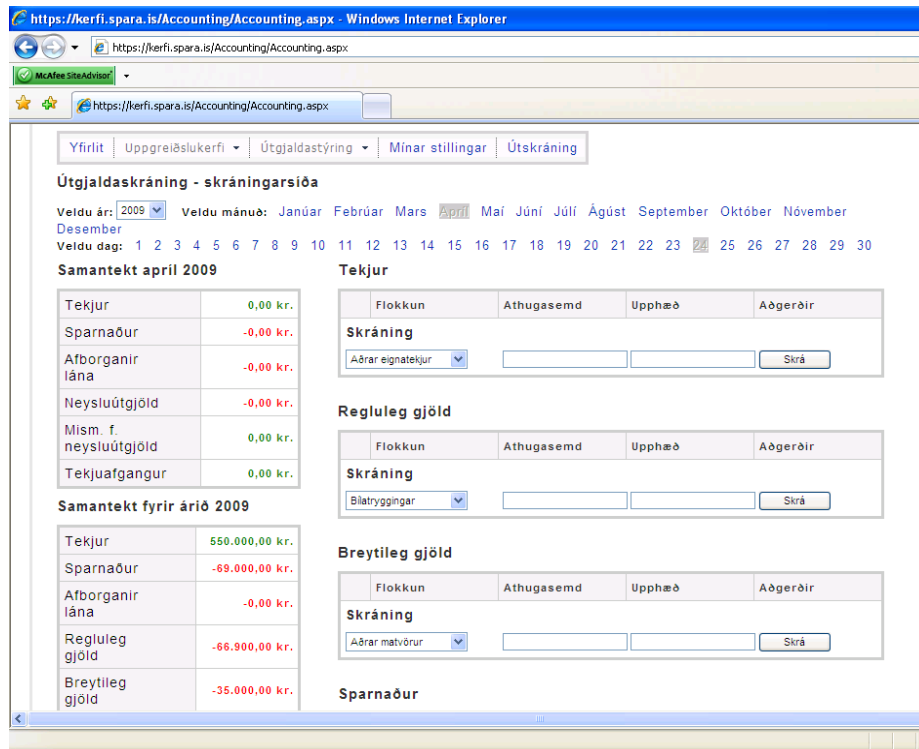 https://kerfi.spara.is/Accounting/Accounting.aspx - Windows Internet Explorer
https://kerfi.spara.is/Accounting/Accounting.aspx
McAfee SiteAdvisor
https://kerfi.spara.is/Accounting/Accounting.aspx
Yfirlit Uppgreiðslukerfi Útgjaldastýring Mínar stillingar Útskráning
Útgjaldaskráning - skráningarsíða
Veldu ár: 2009 Veldu mánuð: Janúar Febrúar Mars Apríl Maí Júní Júlí Ágúst September Október Nóvember
Desember
Veldu dag: 1 2 3 4 5 6 7 8 9 10 11 12 13 14 15 16 17 18 19 20 21 22 23 24 25 26 27 28 29 30
Samantekt apríl 2009
Tekjur 0,00 kr.
Sparnaður -0,00 kr.
Afborganir
lána -0,00 kr.
Neysluútgjöld -0,00 kr.
Mism. f.
neysluútgjöld 0,00 kr.
Tekjuafgangur 0,00 kr.
Samantekt fyrir árið 2009
Tekjur 550.000,00 kr.
Sparnaður -69.000,00 kr.
Afborganir
lána -0,00 kr.
Regluleg
gjöld -66.900,00 kr.
Breytileg
gjöld -35.000,00 kr.
Tekjur
Flokkun Athugasemd Upphæð Aðgerðir
Skráning
Aðrar eignatekjur Skrá
Regluleg gjöld
Flokkun Athugasemd Upphæð Aðgerðir
Skráning
Bílatryggingar Skrá
Breytileg gjöld
Flokkun Athugasemd Upphæð Aðgerðir
Skráning
Aðrar matvörur Skrá
Sparnaður